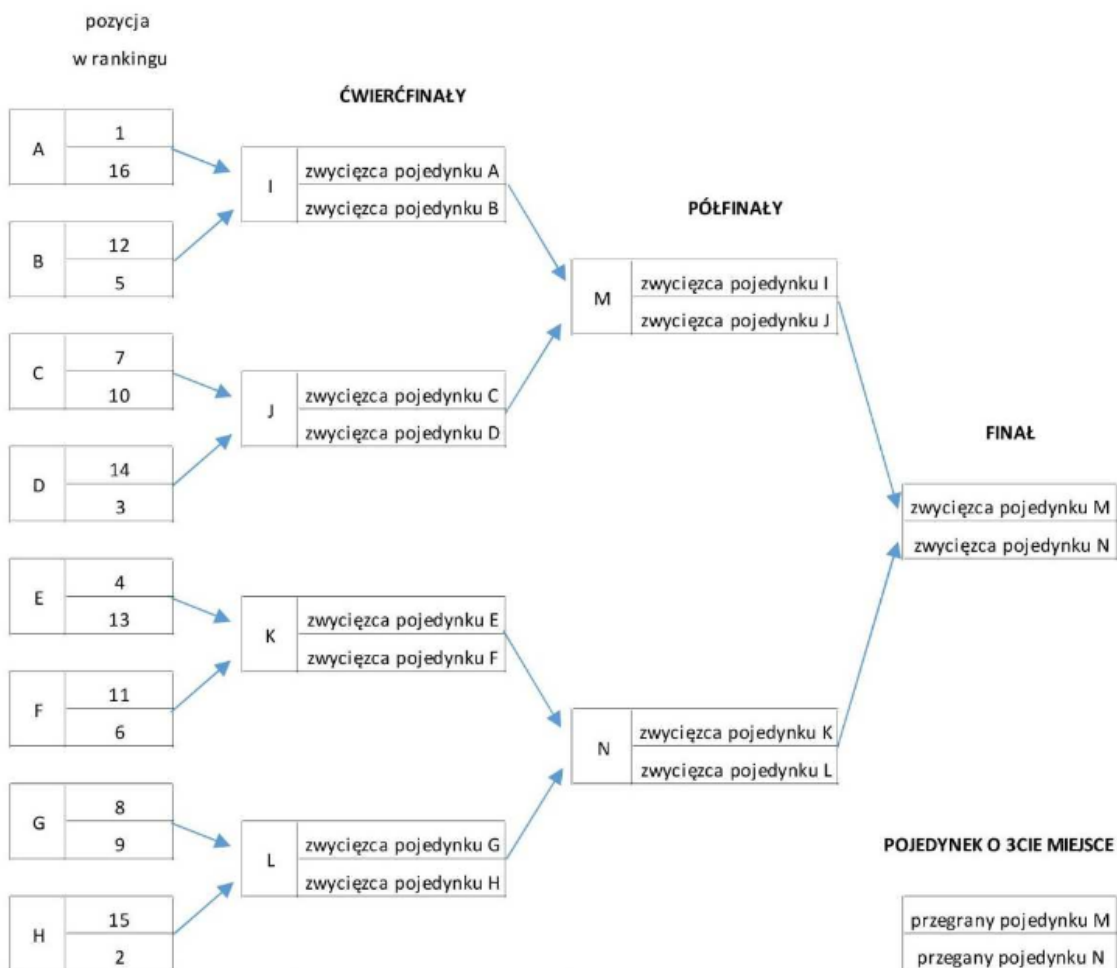 pozycja
w rankingu
ĆWIERĆFINAŁY
PÓŁFINAŁY
FINAŁ
POJEDYNEK O 3CIE MIEJSCE
A
1
16
B
12
5
C
7
10
D
14
3
E
4
13
F
11
6
G
8
9
H
15
2
I
zwycięzca pojedynku A
zwycięzca pojedynku B
J
zwycięzca pojedynku C
zwycięzca pojedynku D
K
zwycięzca pojedynku E
zwycięzca pojedynku F
L
zwycięzca pojedynku G
zwycięzca pojedynku H
M
zwycięzca pojedynku I
zwycięzca pojedynku J
N
zwycięzca pojedynku K
zwycięzca pojedynku L
zwycięzca pojedynku M
zwycięzca pojedynku N
przegrany pojedynku M
przegany pojedynku N